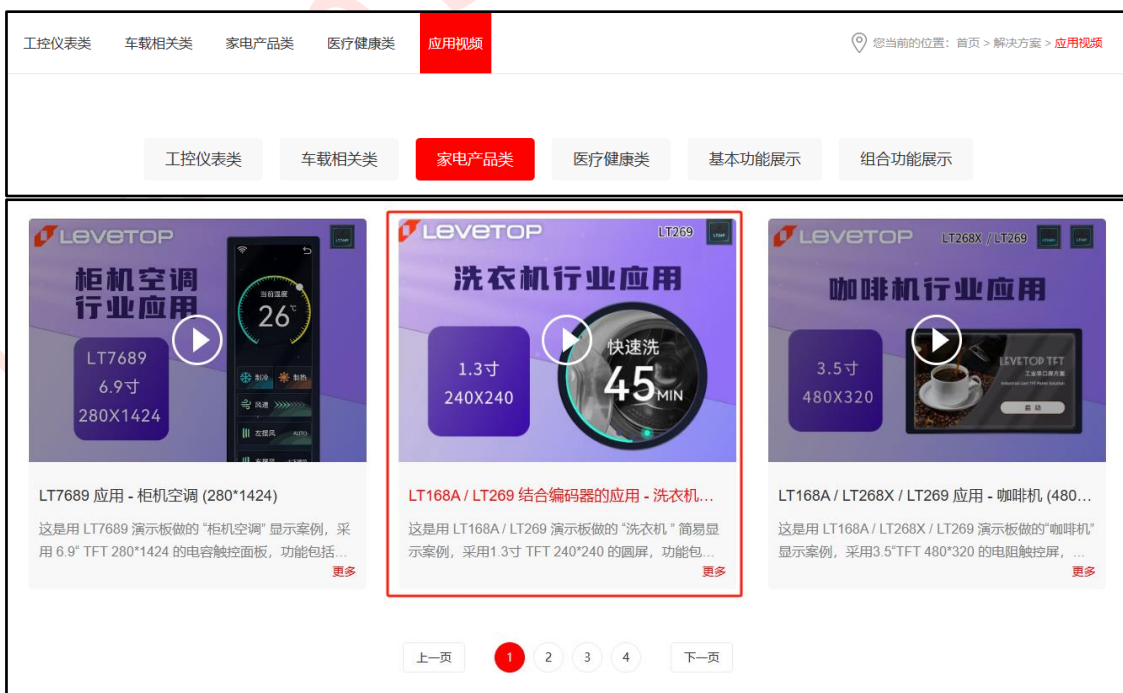 工控仪表类 车载相关类 家电产品类 医疗健康类 应用视频 您当前的位置：首页 > 解决方案 > 应用视频
工控仪表类 车载相关类 家电产品类 医疗健康类 基本功能展示 组合功能展示
LEVETOP
柜机空调
行业应用
LT7689
6.9寸
280X1424
当前温度
26
制冷 制热
风速
左摆风 AUTO
LT7689 应用 - 柜机空调 (280*1424)
这是用 LT7689 演示板做的 “柜机空调” 显示案例，采
用 6.9“ TFT 280*1424 的电容触控面板，功能包括...
更多
LEVETOP LT269
洗衣机行业应用
1.3寸
240X240
快速洗
45MIN
LT168A / LT269 结合编码器的应用 - 洗衣机...
这是用 LT168A / LT269 演示板做的 “洗衣机 ” 简易显
示案例，采用1.3寸 TFT 240*240 的圆屏，功能包...
更多
LEVETOP LT268X / LT269
咖啡机行业应用
3.5寸
480X320
LEVETOP TFT
工业串口屏方案
启 动
LT168A / LT268X / LT269 应用 - 咖啡机 (480...
这是用 LT168A / LT268X / LT269 演示板做的“咖啡机”
显示案例，采用3.5“TFT 480*320 的电阻触控屏，...
更多
上一页 1 2 3 4 下一页